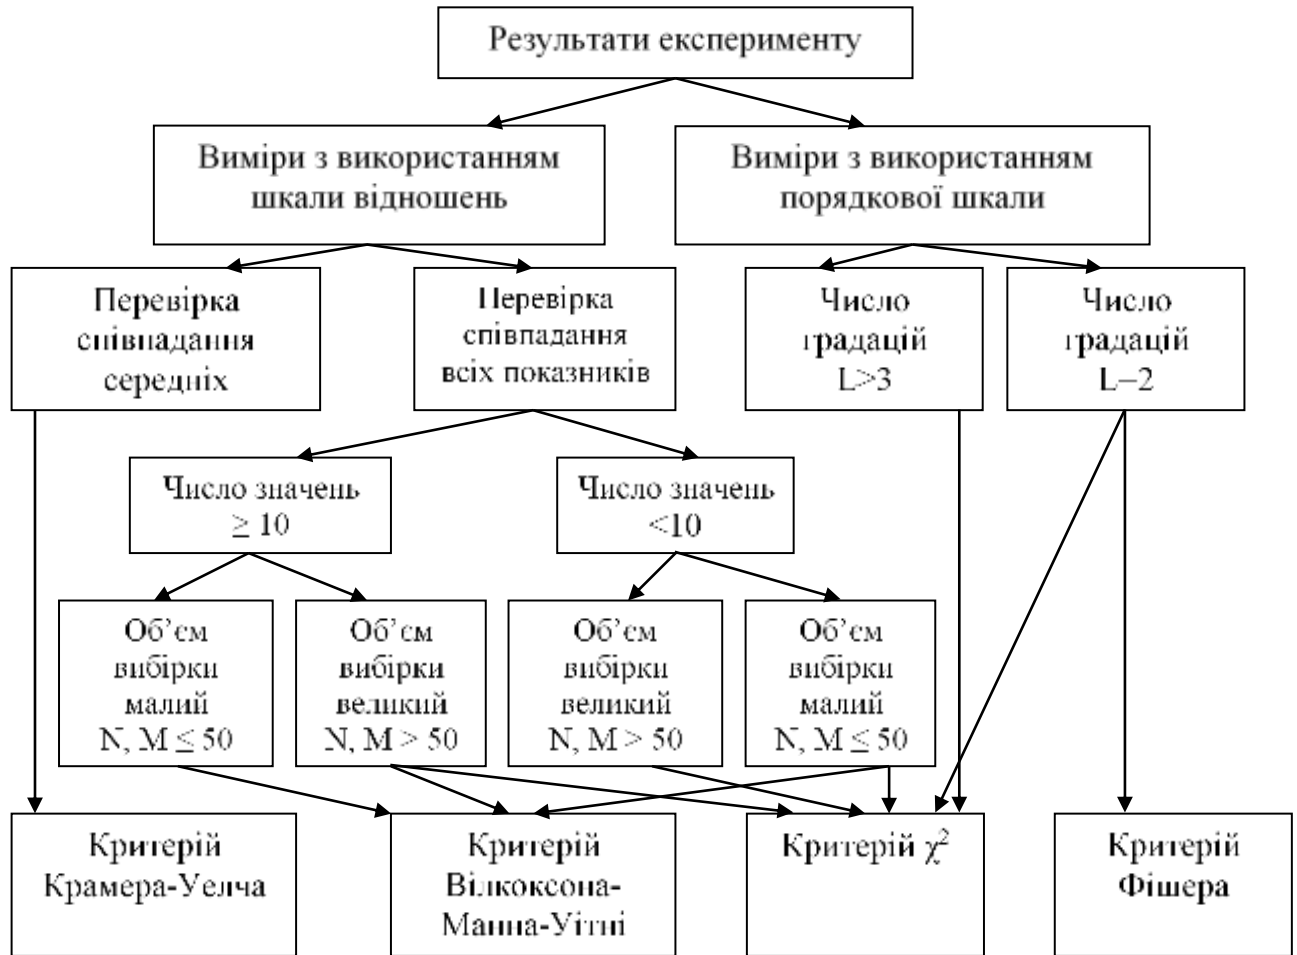 Результати експерименту
Виміри з використанням
шкали відношень
Виміри з використанням
порядкової шкали
Перевірка
співпадання
середніх
Перевірка
співпадання
всіх показників
Число
градацій
L>3
Число
градацій
L=2
Число значень
≥ 10
Число значень
<10
Об’єм
вибірки
малий
N, M ≤ 50
Об’єм
вибірки
великий
N, M > 50
Об’єм
вибірки
великий
N, M > 50
Об’єм
вибірки
малий
N, M ≤ 50
Критерій
Крамера-Уелча
Критерій
Вілкоксона-
Манна-Уітні
Критерій χ²
Критерій
Фішера